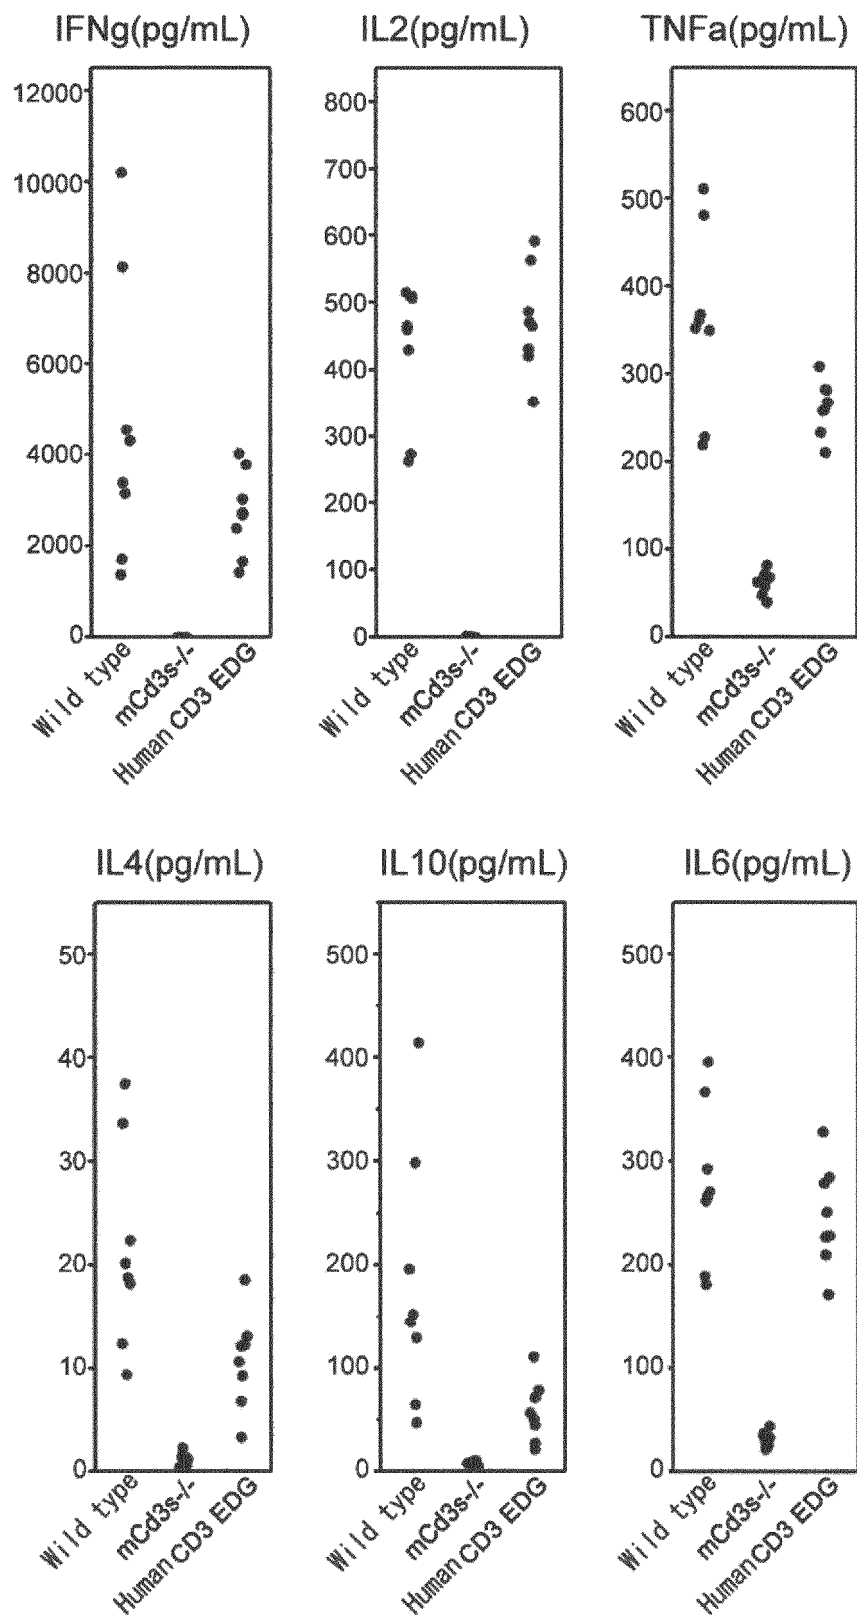 IFNg(pg/mL) IL2(pg/mL) TNFa(pg/mL)
12000
10000
8000
6000
4000
2000
0
800
700
600
500
400
300
200
100
0
600
500
400
300
200
100
0
Wild type
mCd3s-/-
Human CD3 EDG
Wild type
mCd3s-/-
Human CD3 EDG
Wild type
mCd3s-/-
Human CD3 EDG
IL4(pg/mL) IL10(pg/mL) IL6(pg/mL)
50
40
30
20
10
0
500
400
300
200
100
0
500
400
300
200
100
0
Wild type
mCd3s-/-
Human CD3 EDG
Wild type
mCd3s-/-
Human CD3 EDG
Wild type
mCd3s-/-
Human CD3 EDG